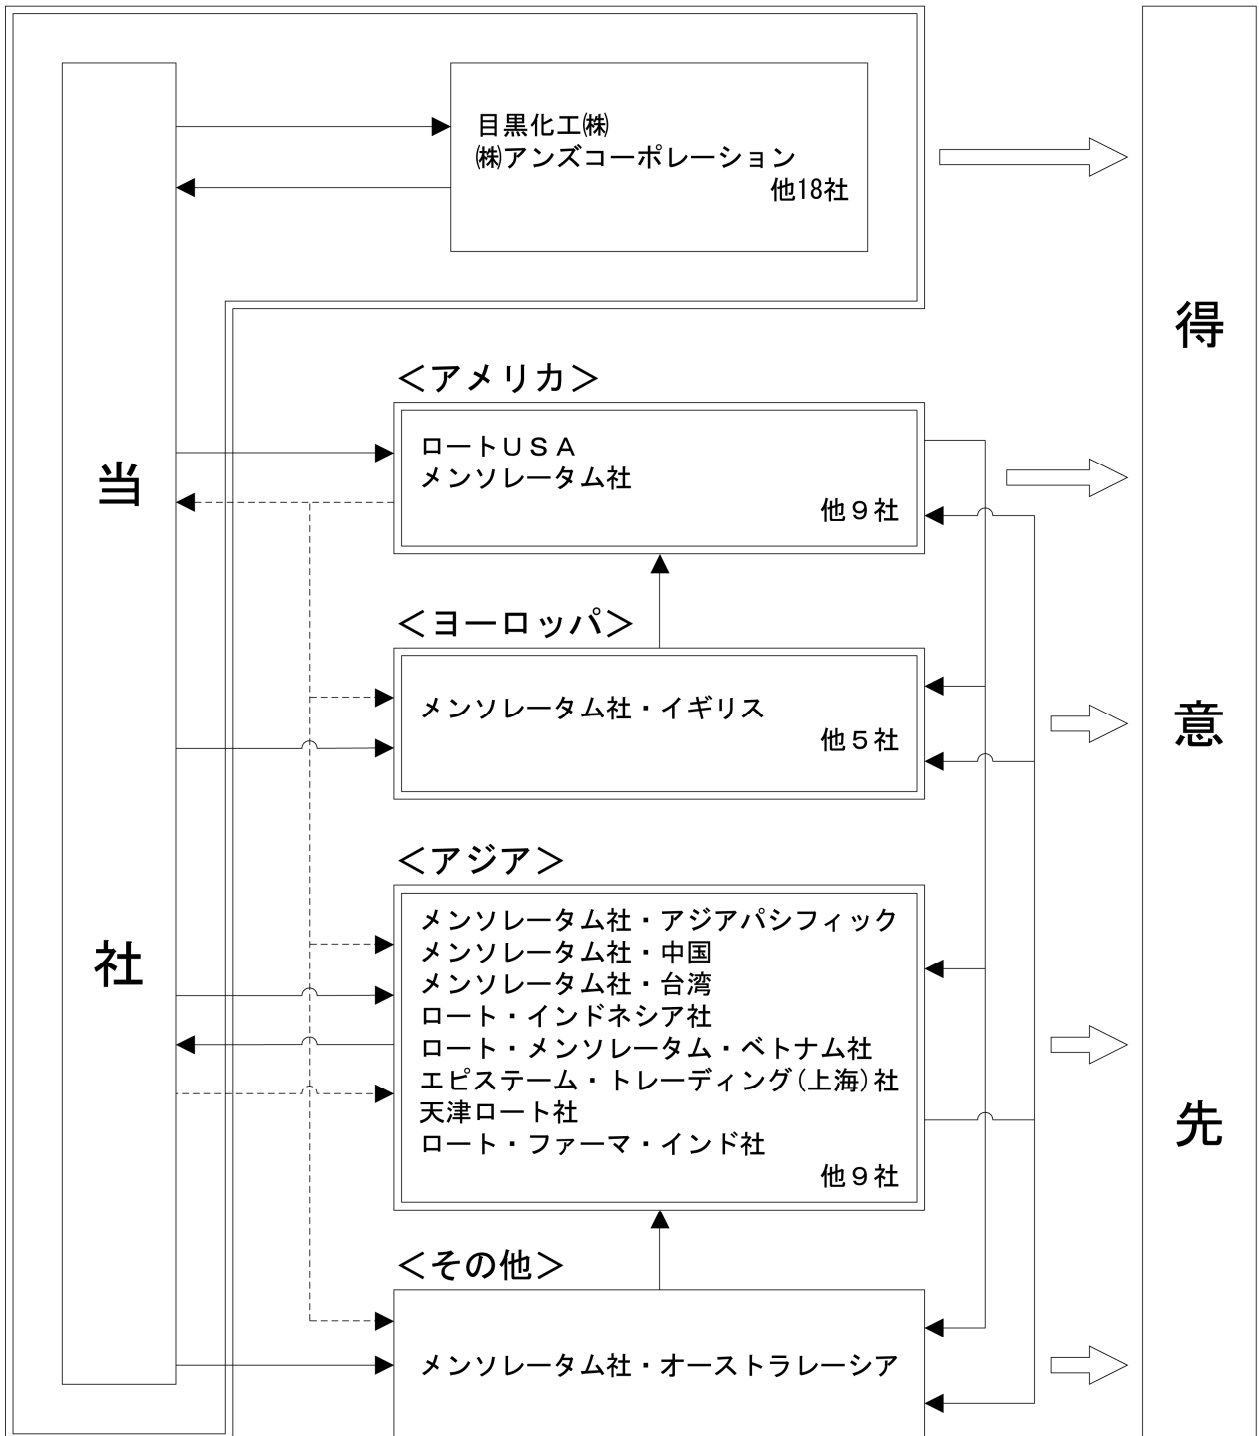 当社
目黒化工㈱
㈱アンズコーポレーション
他18社
＜アメリカ＞
ロートＵＳＡ
メンソレータム社
他９社
＜ヨーロッパ＞
メンソレータム社・イギリス
他５社
＜アジア＞
メンソレータム社・アジアパシフィック
メンソレータム社・中国
メンソレータム社・台湾
ロート・インドネシア社
ロート・メンソレータム・ベトナム社
エピステーム・トレーディング(上海)社
天津ロート社
ロート・ファーマ・インド社
他９社
＜その他＞
メンソレータム社・オーストラレーシア
得意先